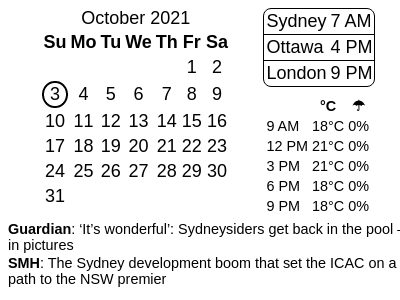 October 2021
Su Mo Tu We Th Fr Sa
1 2
3 4 5 6 7 8 9
10 11 12 13 14 15 16
17 18 19 20 21 22 23
24 25 26 27 28 29 30
31
Sydney 7 AM
Ottawa 4 PM
London 9 PM
°C ☂
9 AM 18°C 0%
12 PM 21°C 0%
3 PM 21°C 0%
6 PM 18°C 0%
9 PM 18°C 0%
Guardian: ‘It’s wonderful’: Sydneysiders get back in the pool –
in pictures
SMH: The Sydney development boom that set the ICAC on a
path to the NSW premier